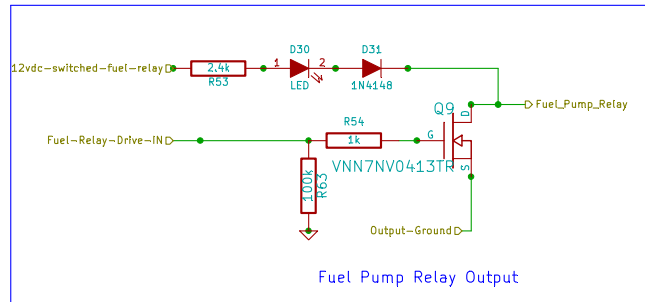 D30 D31
12vdc-switched-fuel-relay 2.4k 1 2
R53 LED 1N4148
Q9 D Fuel_Pump_Relay
R54
Fuel-Relay-Drive-IN 1k G
VNN7NV0413TR S
100k R63
Output-Ground
Fuel Pump Relay Output